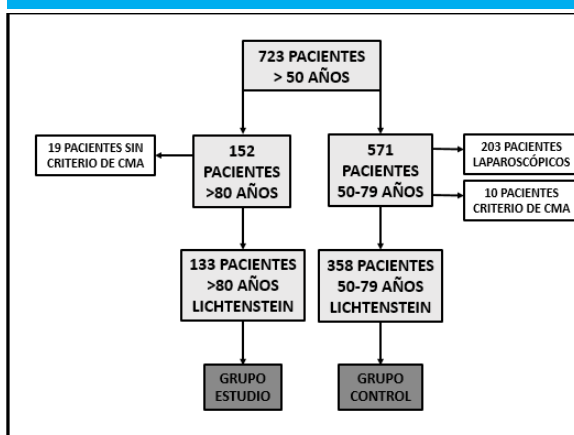 723 PACIENTES
> 50 AÑOS
19 PACIENTES SIN
CRITERIO DE CMA
152
PACIENTES
>80 AÑOS
571
PACIENTES
50-79 AÑOS
203 PACIENTES
LAPAROSCÓPICOS
10 PACIENTES
CRITERIO DE CMA
133 PACIENTES
>80 AÑOS
LICHTENSTEIN
358 PACIENTES
50-79 AÑOS
LICHTENSTEIN
GRUPO
ESTUDIO
GRUPO
CONTROL